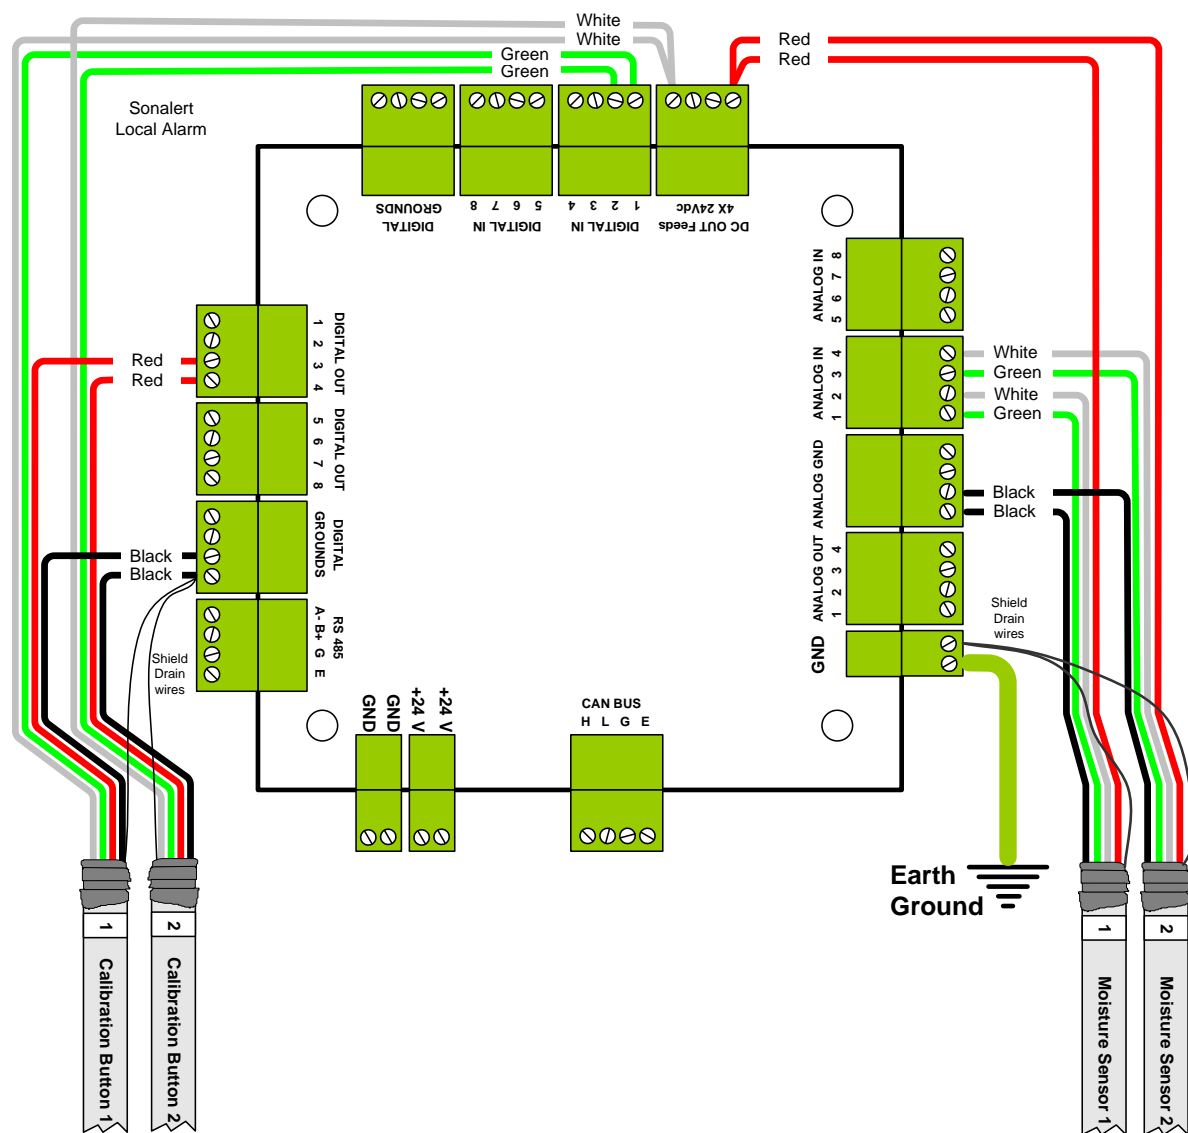 White
White
Green
Green
Red
Red
Sonalert
Local Alarm
DIGITAL
GROUNDS
8 7 6 5
DIGITAL IN
4 3 2 1
DIGITAL IN
4X 24Vdc
DC OUT Feeds
ANALOG IN
8
7
6
5
ANALOG IN
4
3
2
1
White
Green
White
Green
ANALOG GND
Black
Black
ANALOG OUT
4
3
2
1
GND
Shield
Drain
wires
DIGITAL OUT
1
2
3
4
Red
Red
DIGITAL OUT
5
6
7
8
DIGITAL
GROUNDS
Black
Black
RS 485
A- B+ G E
Shield
Drain
wires
GND
GND
+24 V
+24 V
CAN BUS
H L G E
Earth
Ground
1
Calibration Button 1
2
Calibration Button 2
1
Moisture Sensor 1
2
Moisture Sensor 2